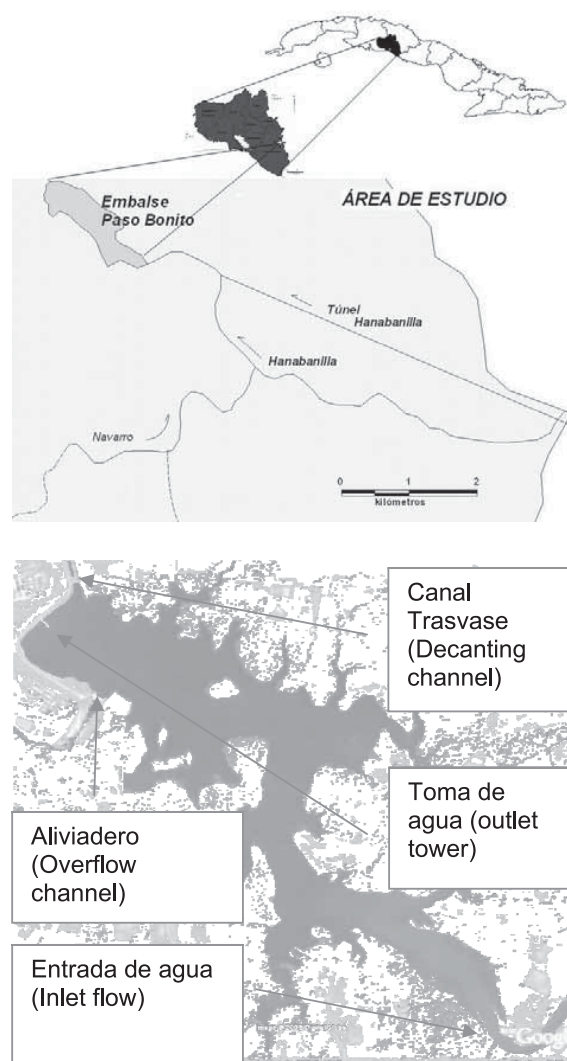 Embalse
Paso Bonito
ÁREA DE ESTUDIO
Túnel
Hanabanilla
Hanabanilla
Navarro
0 1 2
kilómetros
Canal
Trasvase
(Decanting
channel)
Toma de
agua (outlet
tower)
Aliviadero
(Overflow
channel)
Entrada de agua
(Inlet flow)